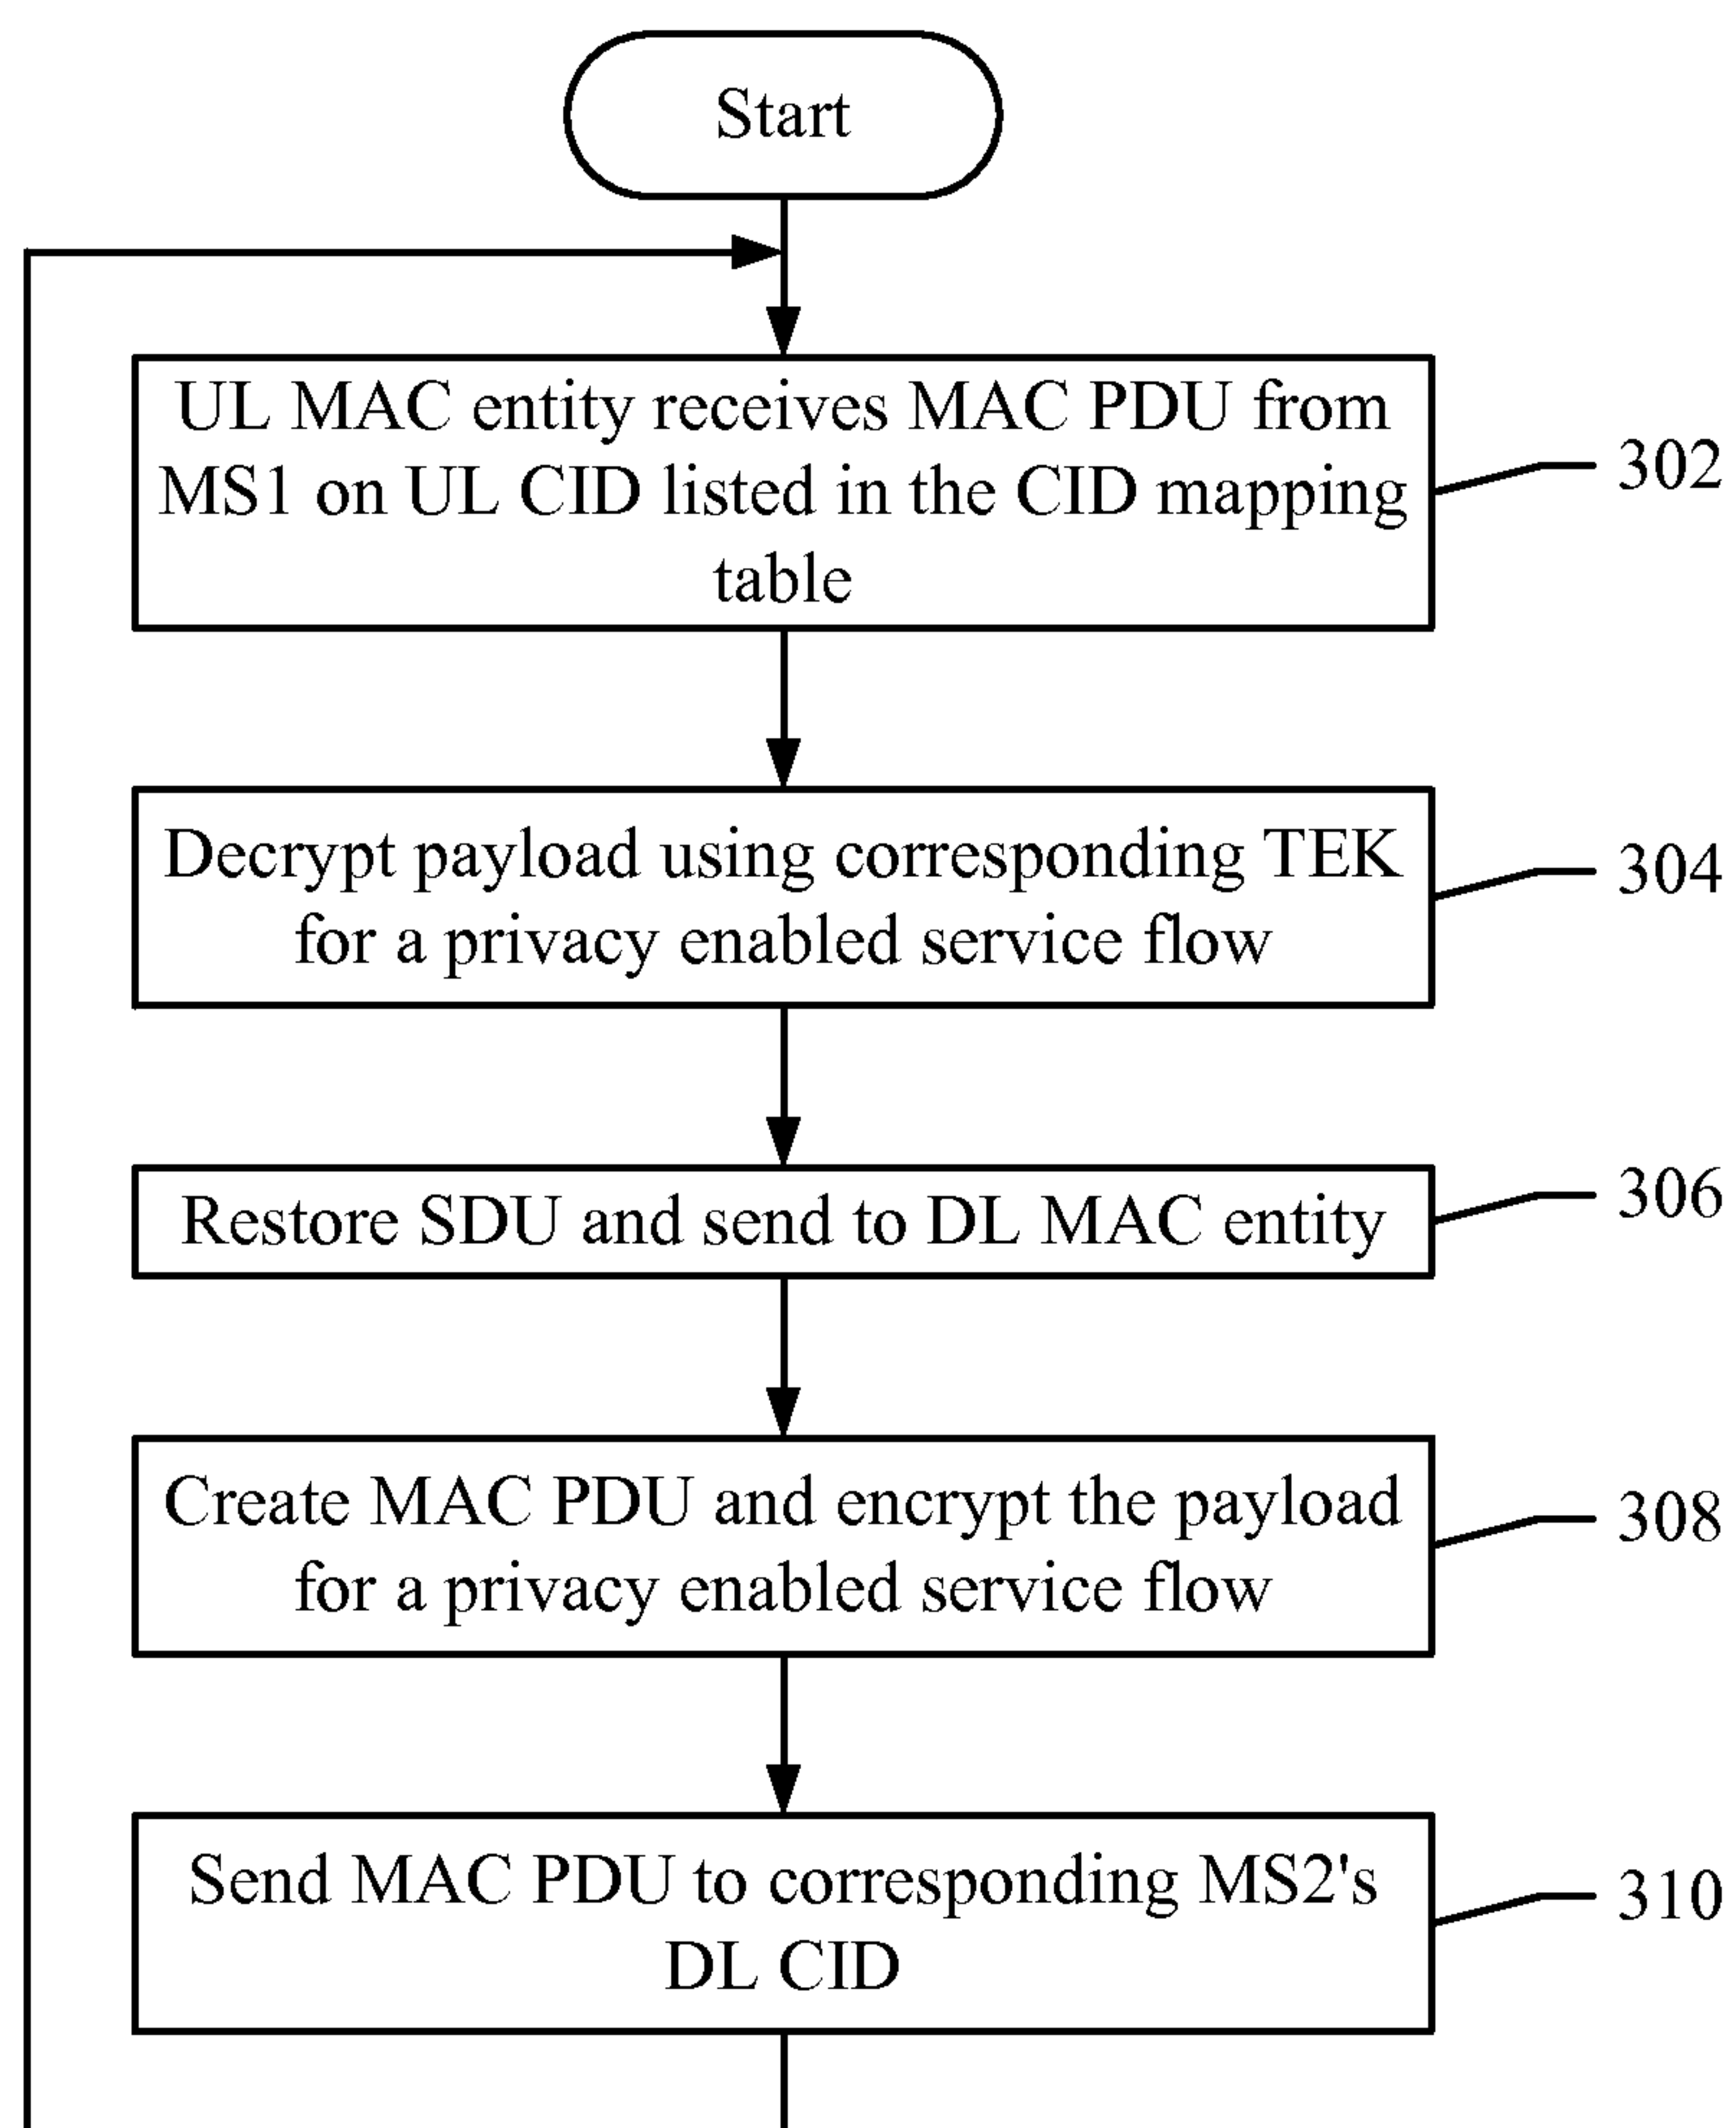 Start
UL MAC entity receives MAC PDU from
MS1 on UL CID listed in the CID mapping
table
302
Decrypt payload using corresponding TEK
for a privacy enabled service flow
304
Restore SDU and send to DL MAC entity
306
Create MAC PDU and encrypt the payload
for a privacy enabled service flow
308
Send MAC PDU to corresponding MS2's
DL CID
310